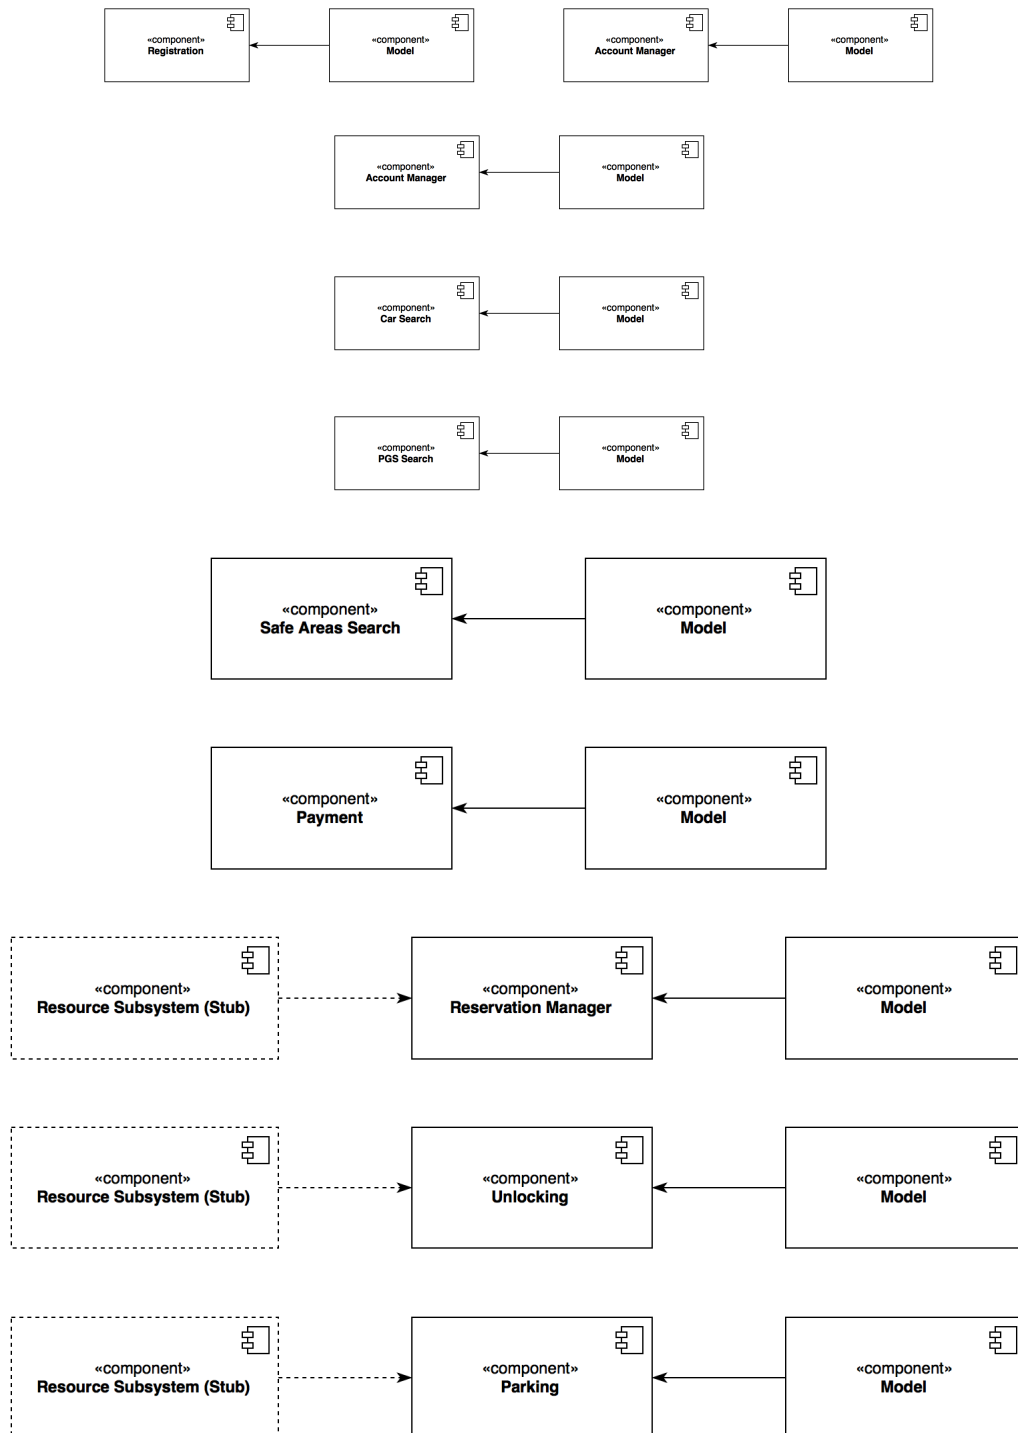 «component»
Registration
«component»
Model
«component»
Account Manager
«component»
Model
«component»
Account Manager
«component»
Model
«component»
Car Search
«component»
Model
«component»
PGS Search
«component»
Model
«component»
Safe Areas Search
«component»
Model
«component»
Payment
«component»
Model
«component»
Resource Subsystem (Stub)
«component»
Reservation Manager
«component»
Model
«component»
Resource Subsystem (Stub)
«component»
Unlocking
«component»
Model
«component»
Resource Subsystem (Stub)
«component»
Parking
«component»
Model